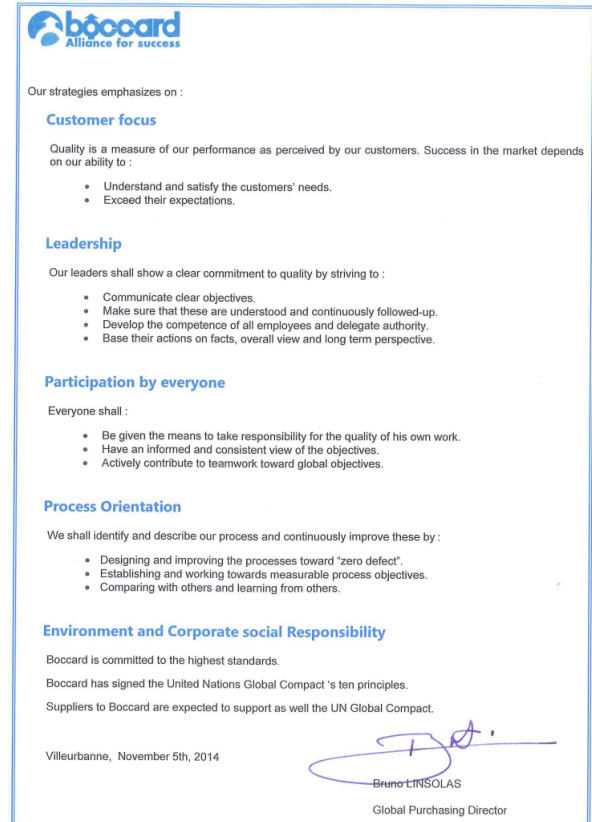 bôccard
Alliance for success
Our strategies emphasizes on :
Customer focus
Quality is a measure of our performance as perceived by our customers. Success in the market depends
on our ability to :
• Understand and satisfy the customers' needs.
• Exceed their expectations.
Leadership
Our leaders shall show a clear commitment to quality by striving to :
• Communicate clear objectives.
• Make sure that these are understood and continuously followed-up.
• Develop the competence of all employees and delegate authority.
• Base their actions on facts, overall view and long term perspective.
Participation by everyone
Everyone shall :
• Be given the means to take responsibility for the quality of his own work.
• Have an informed and consistent view of the objectives.
• Actively contribute to teamwork toward global objectives.
Process Orientation
We shall identify and describe our process and continuously improve these by :
• Designing and improving the processes toward “zero defect”.
• Establishing and working towards measurable process objectives.
• Comparing with others and learning from others.
Environment and Corporate social Responsibility
Boccard is committed to the highest standards.
Boccard has signed the United Nations Global Compact 's ten principles.
Suppliers to Boccard are expected to support as well the UN Global Compact.
Villeurbanne, November 5th, 2014
Bruno LINSOLAS
Global Purchasing Director